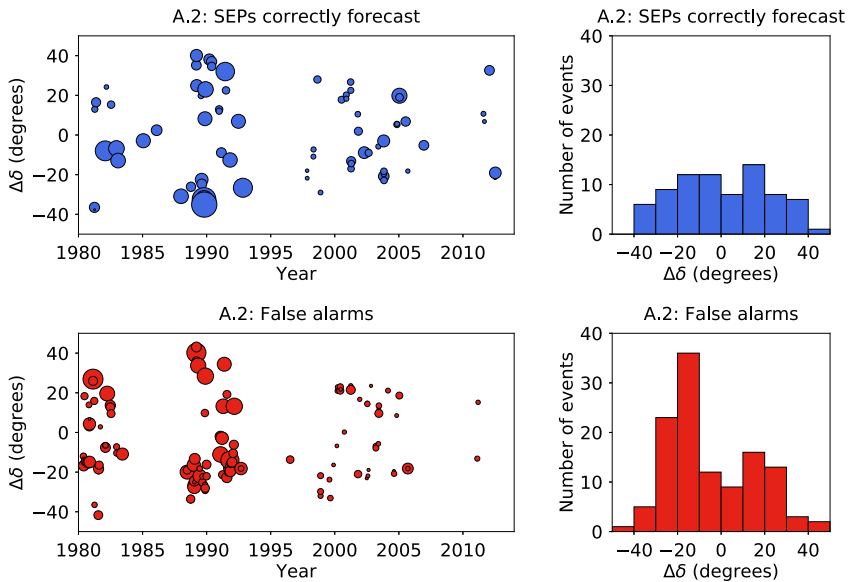 A.2: SEPs correctly forecast
40
20
0
−20
−40
Δδ (degrees)
1980 1985 1990 1995 2000 2005 2010
Year
A.2: SEPs correctly forecast
40
30
20
10
0
Number of events
−40 −20 0 20 40
Δδ (degrees)
A.2: False alarms
40
20
0
−20
−40
Δδ (degrees)
1980 1985 1990 1995 2000 2005 2010
Year
A.2: False alarms
40
30
20
10
0
Number of events
−40 −20 0 20 40
Δδ (degrees)